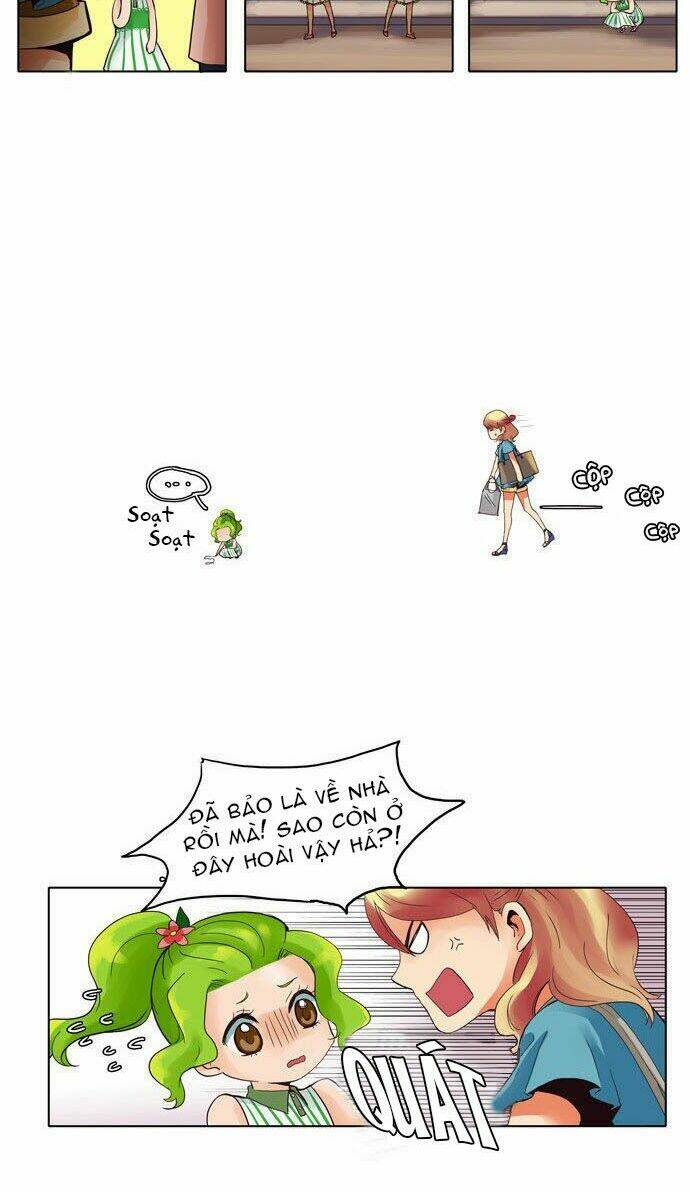 ...
Soạt
Soạt
CỘP
CỘP
CỘP
ĐÃ BẢO LÀ VỀ NHÀ
RỒI MÀ! SAO CÒN Ở
ĐÂY HOÀI VẬY HẢ?!
QUÁT